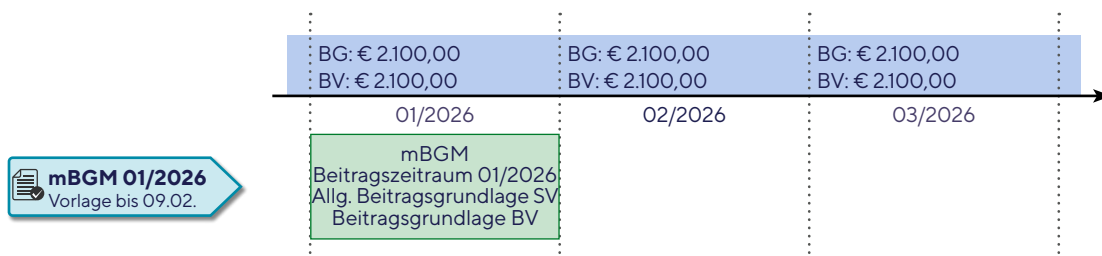 BG: € 2.100,00
BV: € 2.100,00
BG: € 2.100,00
BV: € 2.100,00
BG: € 2.100,00
BV: € 2.100,00
01/2026
02/2026
03/2026
mBGM 01/2026
Vorlage bis 09.02.
mBGM
Beitragszeitraum 01/2026
Allg. Beitragsgrundlage SV
Beitragsgrundlage BV